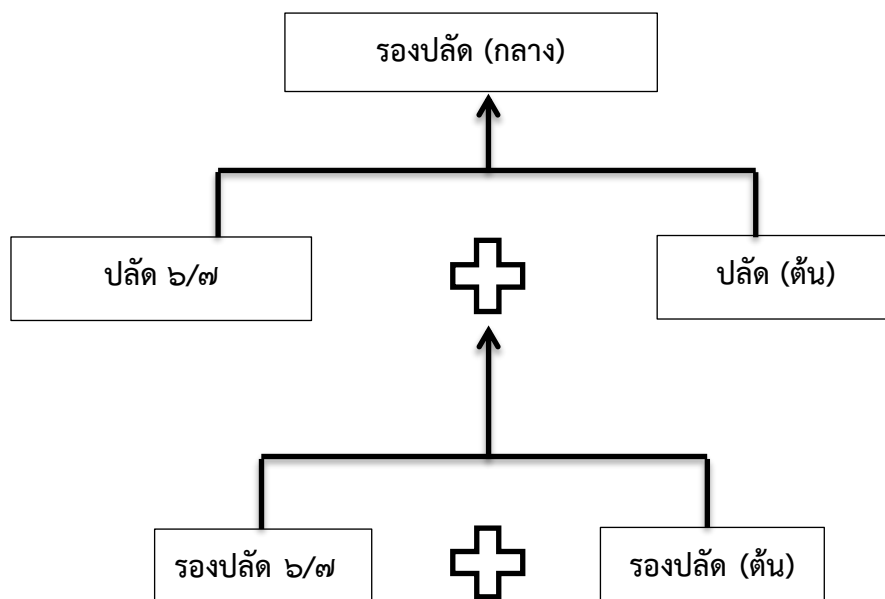 รองปลัด (กลาง)
ปลัด ๖/๗
ปลัด (ต้น)
รองปลัด ๖/๗
รองปลัด (ต้น)